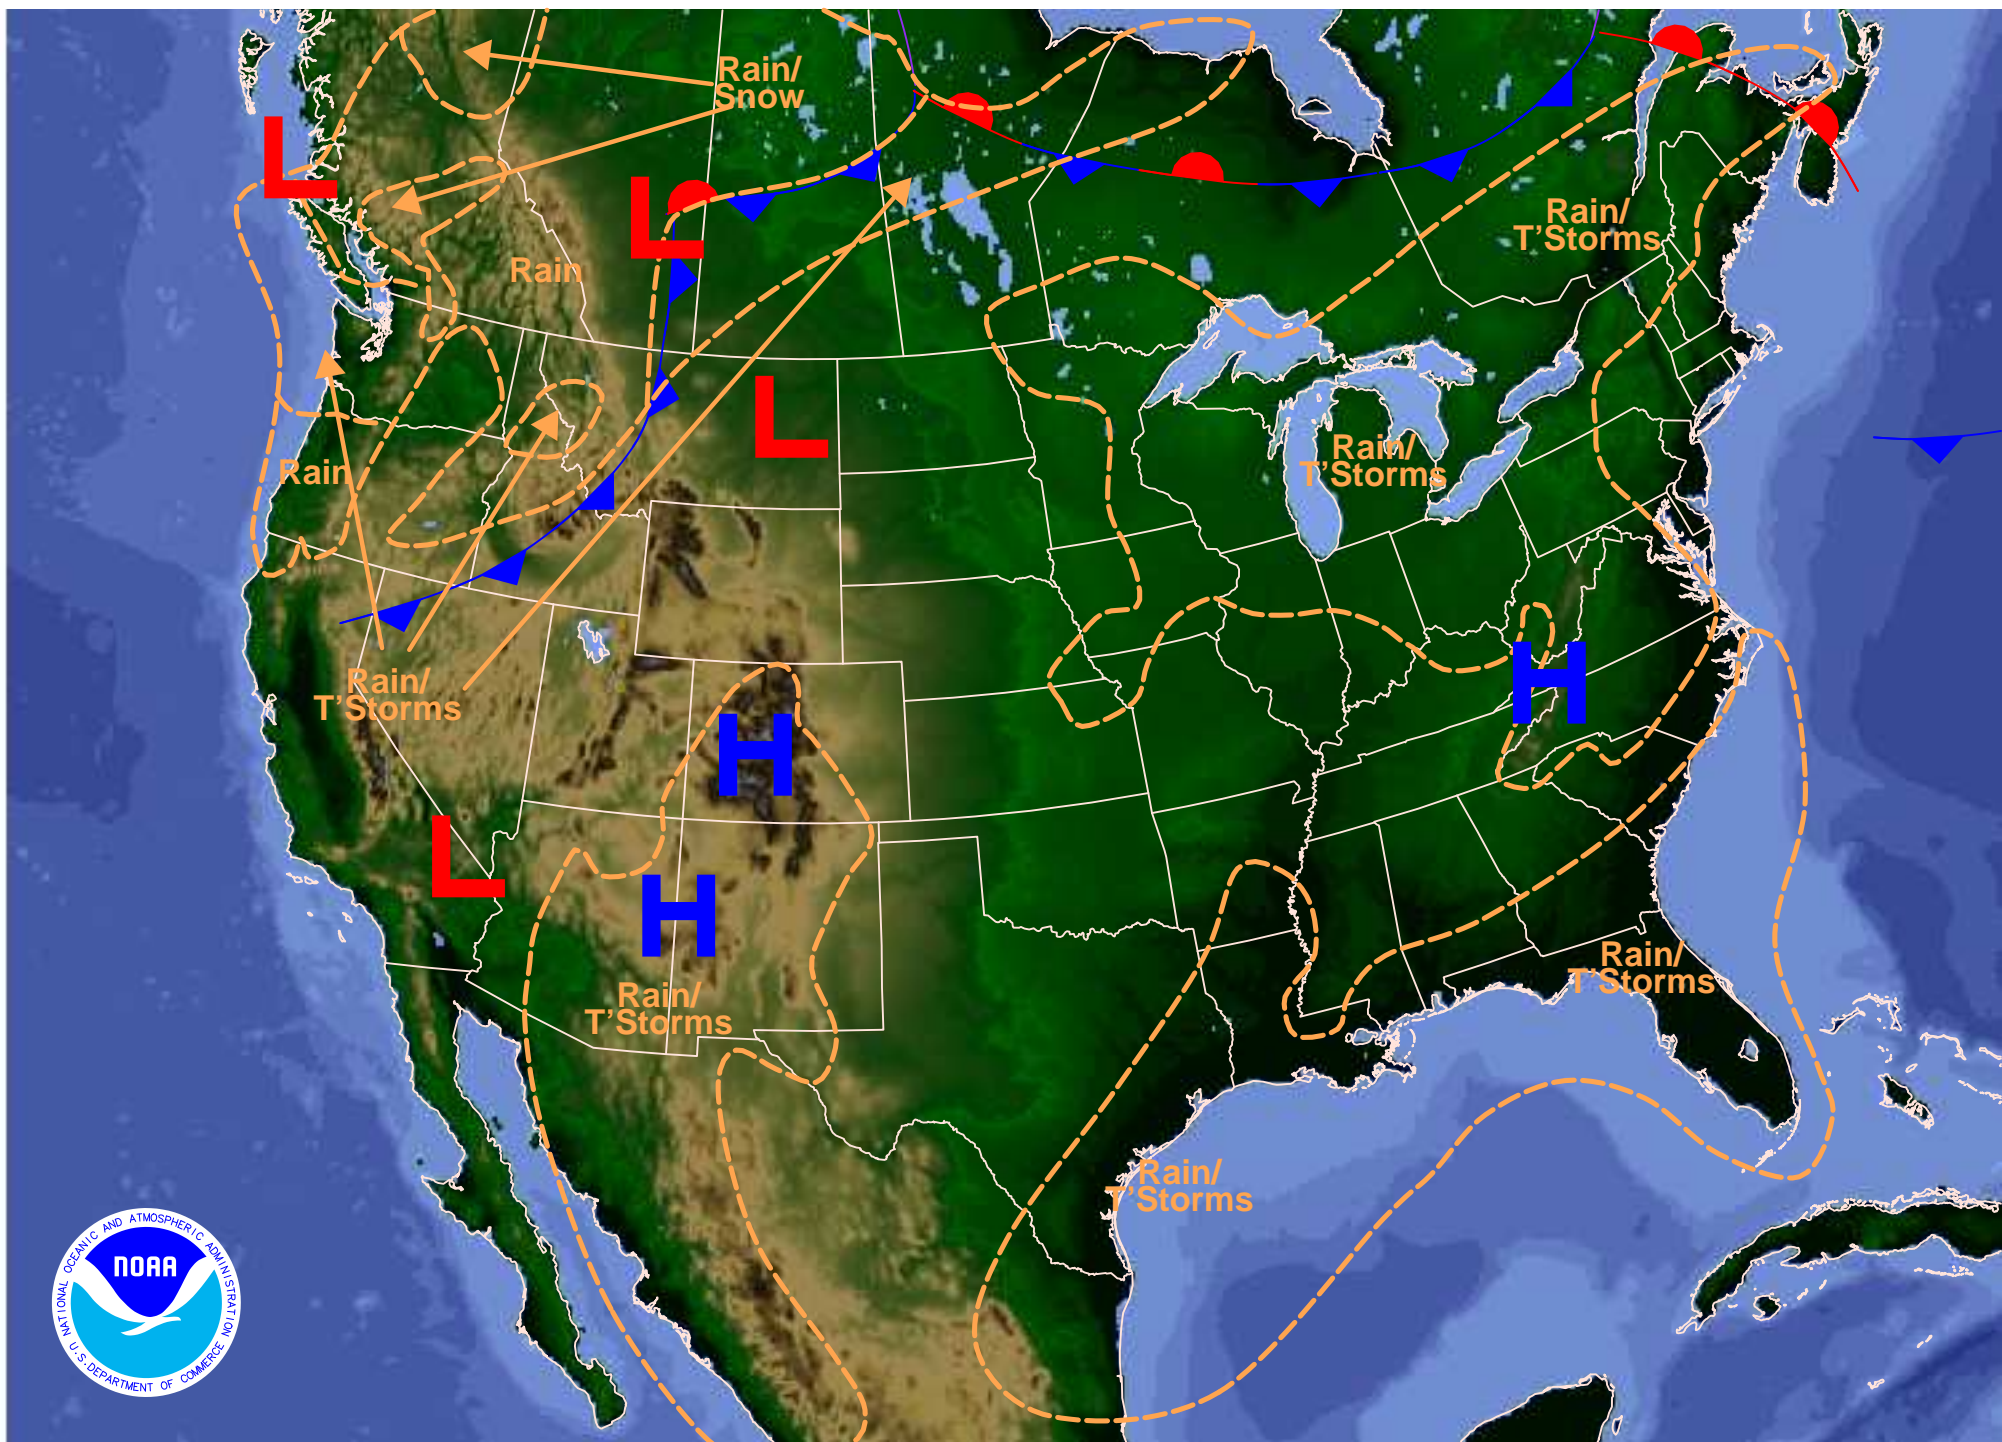 Rain/
Snow
L
L
Rain/
T'Storms
Rain
L
Rain/
T'Storms
Rain
H
Rain/
T'Storms
H
L
H
Rain/
T'Storms
Rain/
T'Storms
Rain/
T'Storms
NATIONAL OCEANIC AND ATMOSPHERIC ADMINISTRATION
NOAA
U.S. DEPARTMENT OF COMMERCE